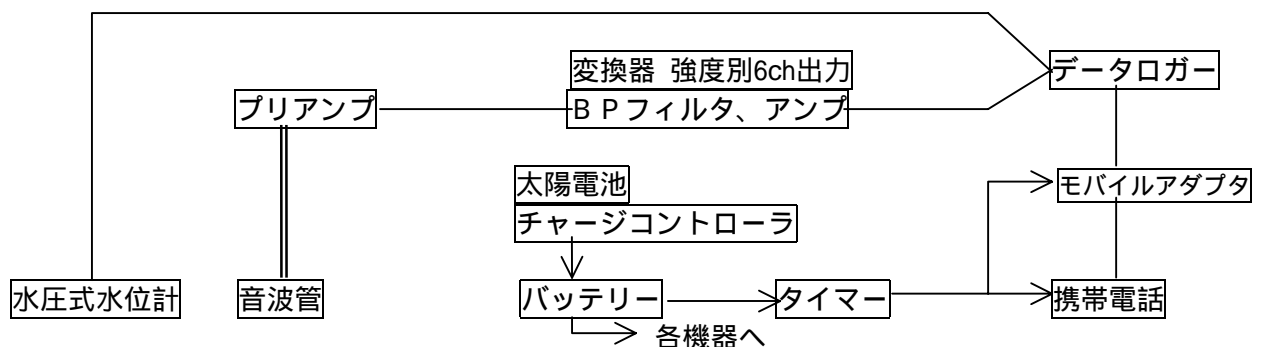 変換器 強度別6ch出力
データロガー
プリアンプ
ＢＰフィルタ、アンプ
太陽電池
モバイルアダプタ
チャージコントローラ
水圧式水位計
音波管
バッテリー
タイマー
携帯電話
各機器へ